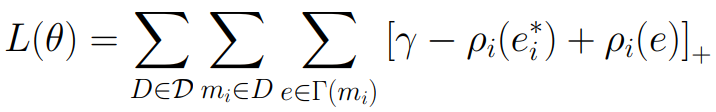 L(θ) = ∑_{D∈𝒟} ∑_{m_i∈D} ∑_{e∈Γ(m_i)} [γ − ρ_i(e_i^*) + ρ_i(e)]_+